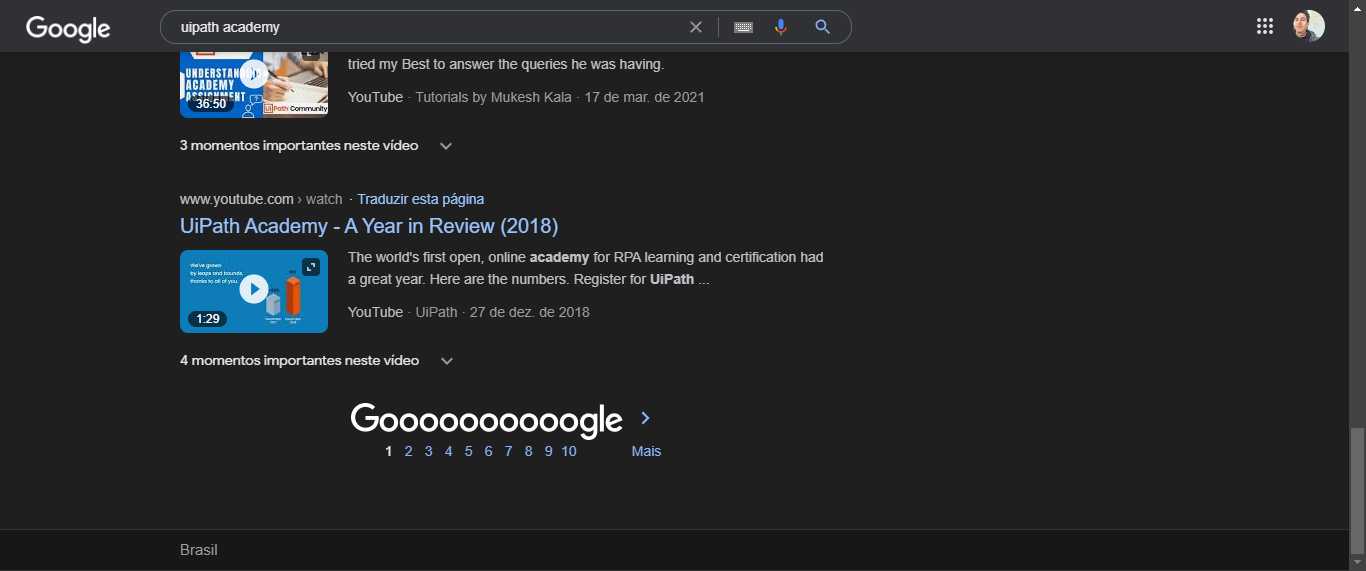 Google
uipath academy
UNDERSTANDING
ACADEMY
ASSIGNMENT
36:50
UiPath Community
tried my Best to answer the queries he was having.
YouTube · Tutorials by Mukesh Kala · 17 de mar. de 2021
3 momentos importantes neste vídeo
www.youtube.com › watch · Traduzir esta página
UiPath Academy - A Year in Review (2018)
We've grown
by leaps and bounds,
thanks to all of you.
1:29
The world's first open, online academy for RPA learning and certification had
a great year. Here are the numbers. Register for UiPath ...
YouTube · UiPath · 27 de dez. de 2018
4 momentos importantes neste vídeo
Goooooooooogle
1 2 3 4 5 6 7 8 9 10 Mais
Brasil